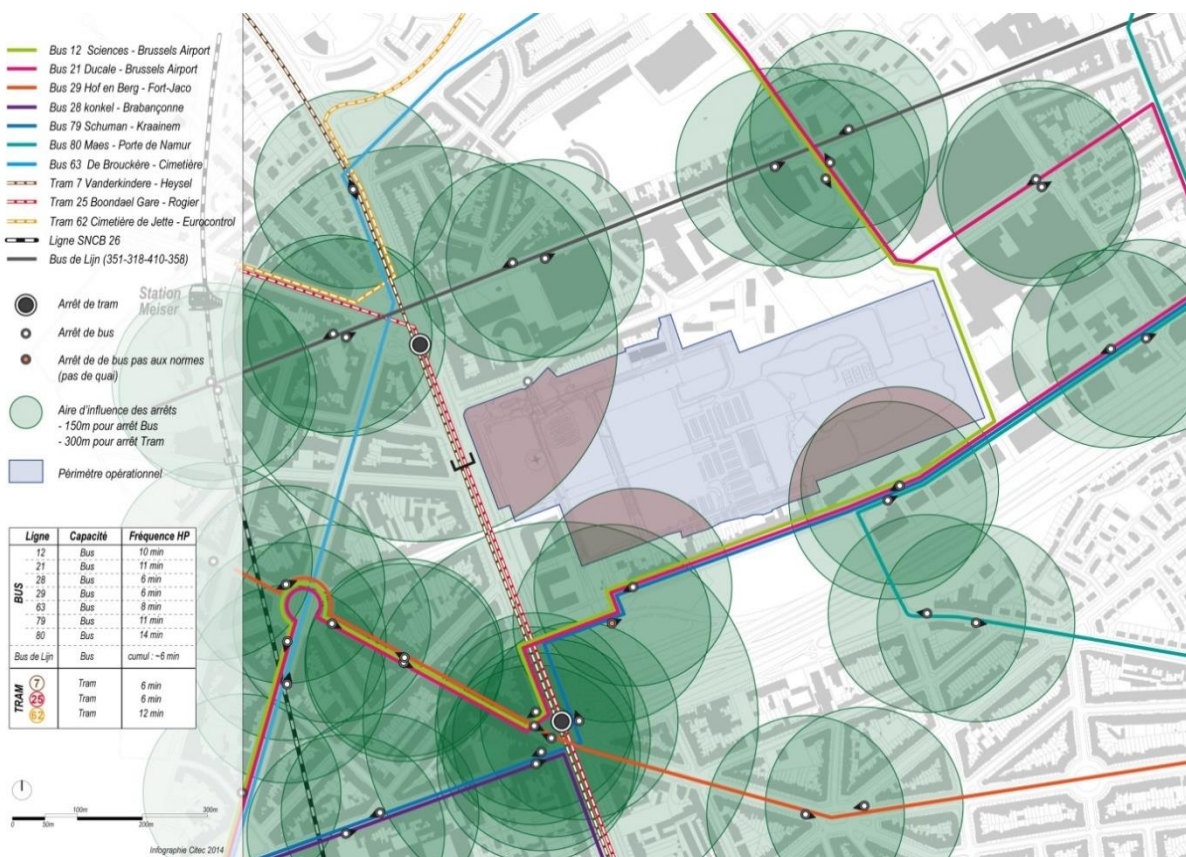 Bus 12 Sciences - Brussels Airport
Bus 21 Ducale - Brussels Airport
Bus 29 Hof en Berg - Fort-Jaco
Bus 28 konkel - Brabançonne
Bus 79 Schuman - Kraainem
Bus 80 Maes - Porte de Namur
Bus 63 De Brouckère - Cimetière
Tram 7 Vanderkindere - Heysel
Tram 25 Boondael Gare - Rogier
Tram 62 Cimetière de Jette - Eurocontrol
Ligne SNCB 26
Bus de Lijn (351-318-410-358)
Station
Meiser
Arrêt de tram
Arrêt de bus
Arrêt de de bus pas aux normes
(pas de quai)
Aire d'influence des arrêts
- 150m pour arrêt Bus
- 300m pour arrêt Tram
Périmètre opérationnel
Ligne Capacité Fréquence HP
BUS
12 Bus 10 min
21 Bus 11 min
28 Bus 6 min
29 Bus 6 min
63 Bus 8 min
79 Bus 11 min
80 Bus 14 min
Bus de Lijn Bus cumul : ~6 min
TRAM
7 Tram 6 min
25 Tram 6 min
62 Tram 12 min
100m 300m
0 50m 200m
Infographie Citec 2014